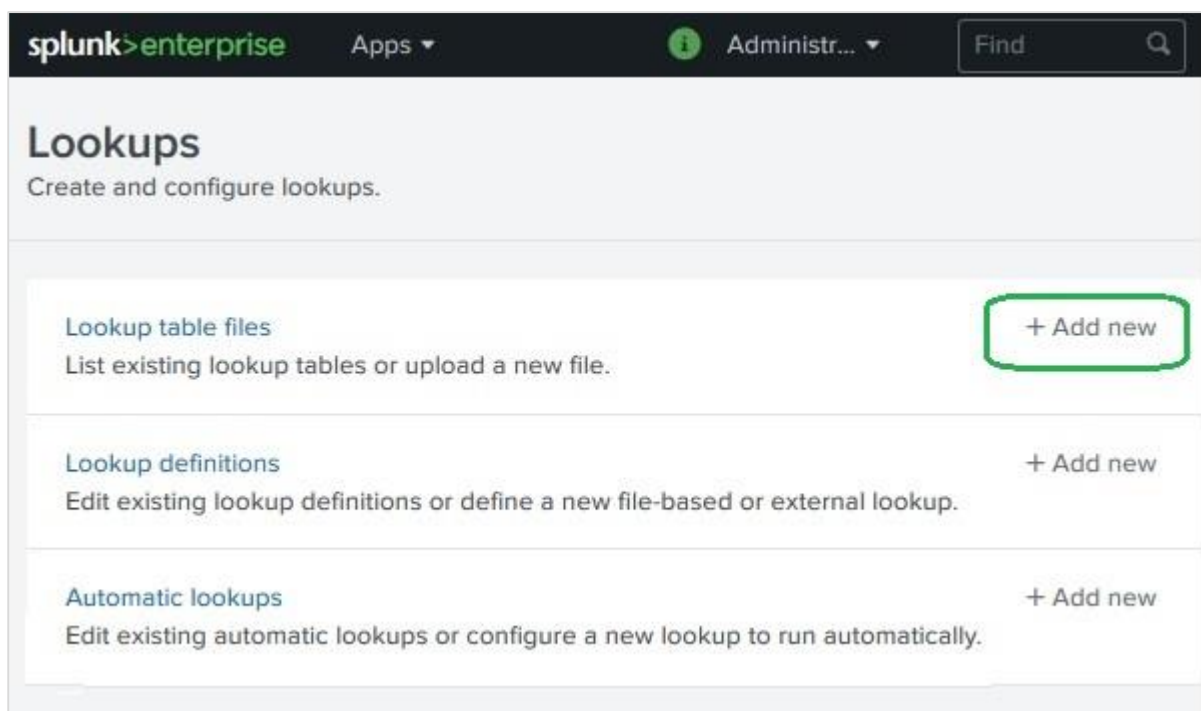 splunk>enterprise Apps Administr... Find
Lookups
Create and configure lookups.
Lookup table files + Add new
List existing lookup tables or upload a new file.
Lookup definitions + Add new
Edit existing lookup definitions or define a new file-based or external lookup.
Automatic lookups + Add new
Edit existing automatic lookups or configure a new lookup to run automatically.